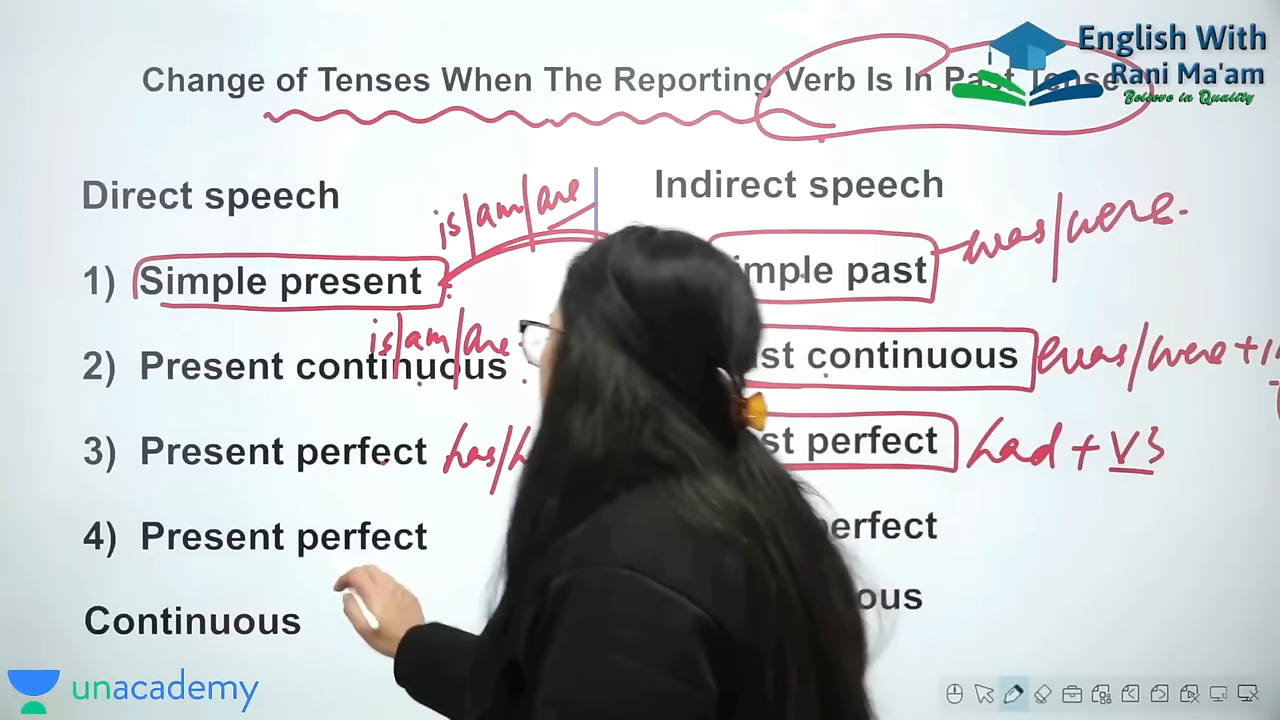 English With
Rani Ma'am
Believe in Quality
Change of Tenses When The Reporting Verb Is In Past Tense
Direct speech
is/am/are
Indirect speech
was/were.
1) Simple present
imple past
is/am/are
2) Present continuous
st continuous
was/were +
3) Present perfect
has/
st perfect
had + V3
4) Present perfect
erfect
Continuous
ous
unacademy